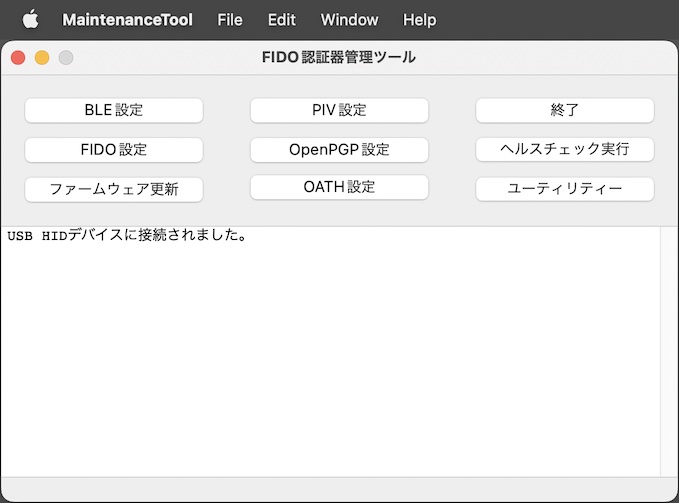 MaintenanceTool File Edit Window Help
FIDO認証器管理ツール
BLE設定 PIV設定 終了
FIDO設定 OpenPGP設定 ヘルスチェック実行
ファームウェア更新 OATH設定 ユーティリティー
USB HIDデバイスに接続されました。